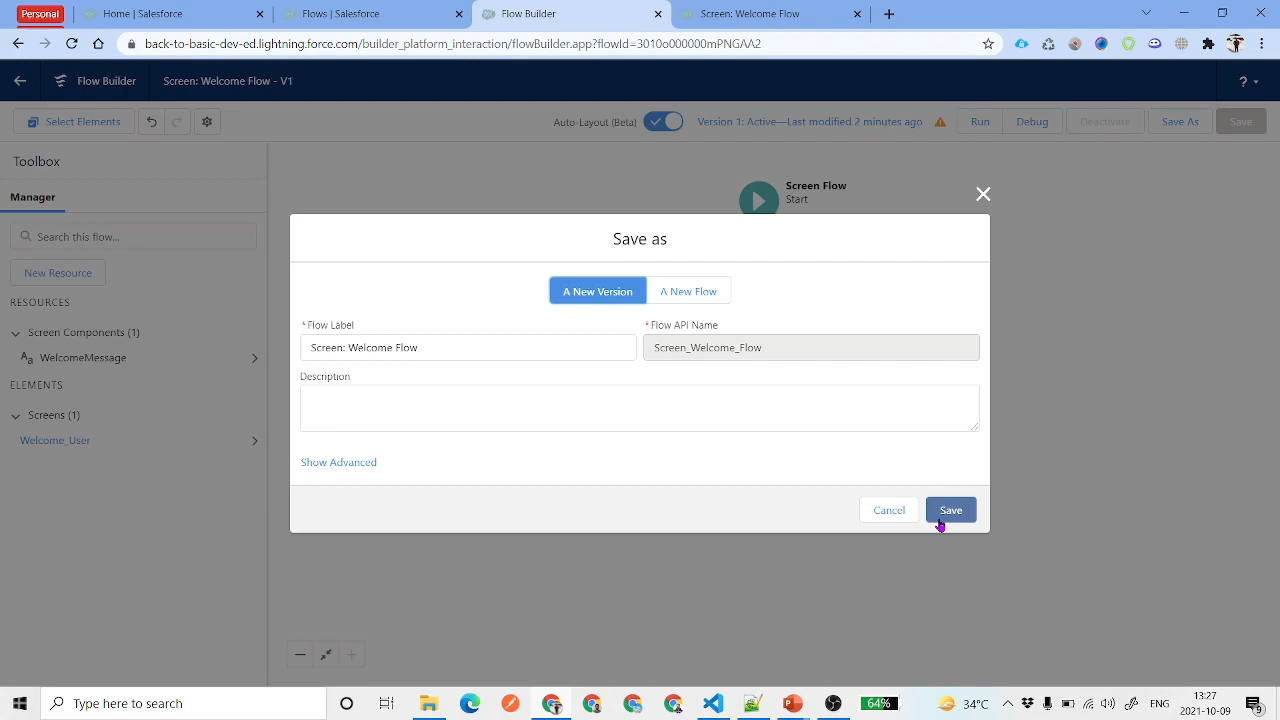 Personal
Home | Salesforce
Flows | Salesforce
Flow Builder
Screen: Welcome Flow
back-to-basic-dev-ed.lightning.force.com/builder_platform_interaction/flowBuilder.app?flowId=3010o000000mPNGAA2
Flow Builder
Screen: Welcome Flow - V1
?
Select Elements
Auto-Layout (Beta)
Version 1: Active—Last modified 2 minutes ago
Run
Debug
Deactivate
Save As
Save
Toolbox
Manager
Search this flow...
New Resource
RESOURCES
Screen Components (1)
Aa WelcomeMessage
ELEMENTS
Screens (1)
Welcome_User
Screen Flow
Start
Save as
A New Version
A New Flow
* Flow Label
Screen: Welcome Flow
* Flow API Name
Screen_Welcome_Flow
Description
Show Advanced
Cancel
Save
Type here to search
64%
34°C
13:27
2021-10-09